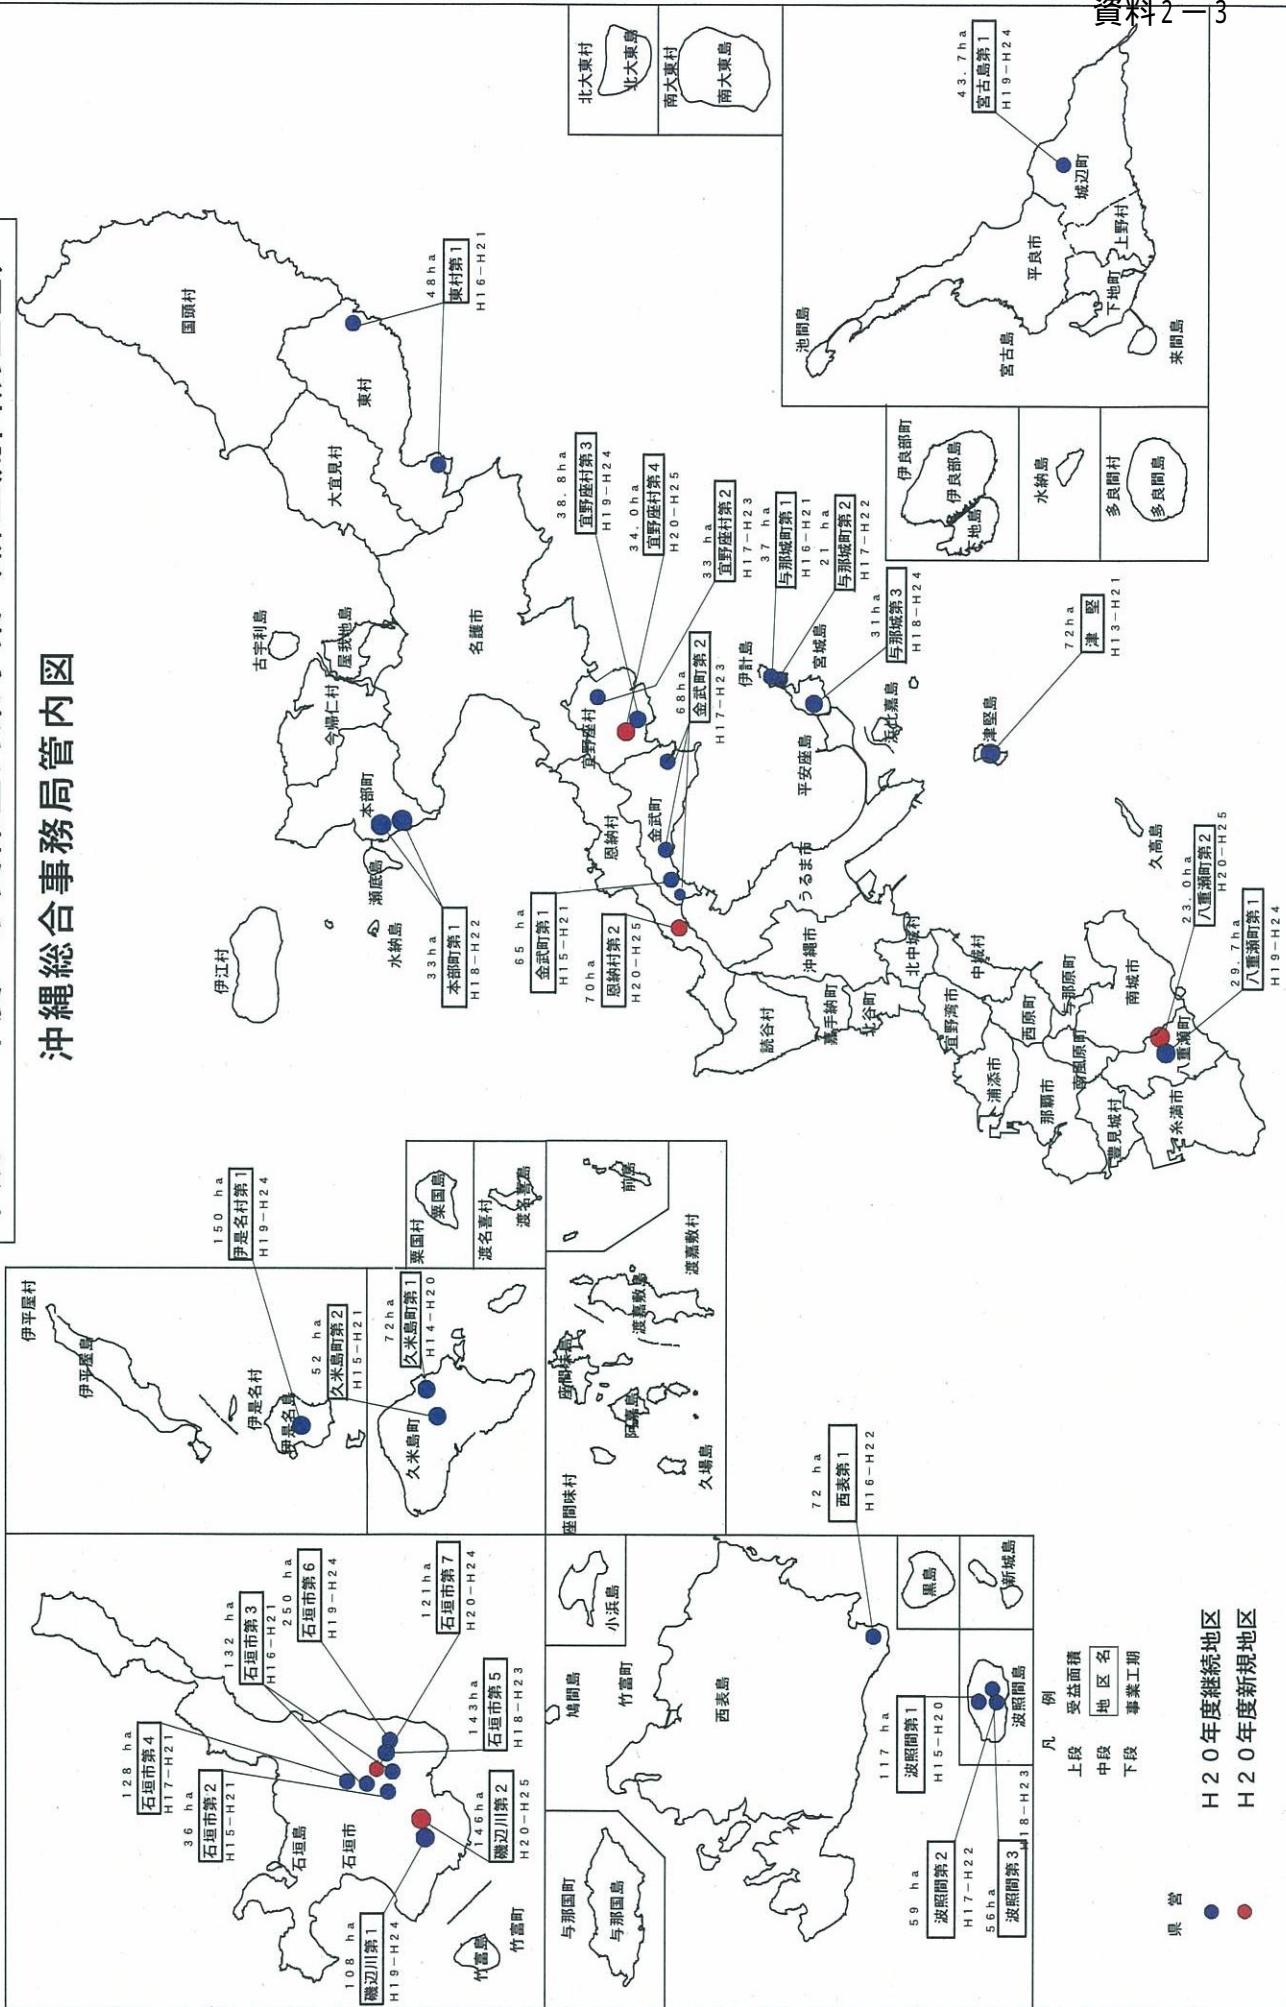 資料2－3
沖縄総合事務局管内図
伊平屋村
伊平屋島
伊是名村
伊是名島
150 ha
伊是名村第1
H19－H24
52 ha
久米島町第2
H15－H21
72ha
久米島町第1
H14－H20
久米島町
粟国村
粟国島
渡名喜村
渡名喜島
前島
渡嘉敷村
渡嘉敷島
座間味島
阿嘉島
座間味村
久場島
伊江村
水納島
瀬底島
本部町
今帰仁村
古宇利島
屋我地島
33ha
本部町第1
H18－H22
国頭村
大宜見村
東村
48ha
東村第1
H16－H21
名護市
宜野座村
38.8ha
宜野座村第3
H19－H24
34.0ha
宜野座村第4
H20－H25
33 ha
宜野座村第2
H17－H23
恩納村
金武町
65 ha
金武町第1
H15－H21
70ha
恩納村第2
H20－H25
68ha
金武町第2
H17－H23
伊計島
37 ha
与那城町第1
H16－H21
21 ha
与那城町第2
H17－H22
宮城島
31ha
与那城第3
H18－H24
平安座島
浜比嘉島
うるま市
津堅島
72ha
津 堅
H13－H21
読谷村
沖縄市
嘉手納町
北谷町
北中城村
中城村
宜野湾市
西原町
浦添市
那覇市
与那原町
南風原町
南城市
豊見城村
糸満市
八重瀬町
久高島
23.0ha
八重瀬町第2
H20－H25
29.7ha
八重瀬町第1
H19－H24
北大東村
北大東島
南大東村
南大東島
43.7ha
宮古島第1
H19－H24
城辺町
平良市
上野村
下地町
池間島
宮古島
来間島
伊良部町
伊良部島
下地島
水納島
多良間村
多良間島
128 ha
石垣市第4
H17－H21
36 ha
石垣市第2
H15－H21
132 ha
石垣市第3
H16－H21
250 ha
石垣市第6
H19－H24
121ha
石垣市第7
H20－H24
143ha
石垣市第5
H18－H23
146ha
磯辺川第2
H20－H25
108 ha
磯辺川第1
H19－H24
石垣島
石垣市
竹富島
竹富町
与那国町
与那国島
小浜島
鳩間島
竹富町
西表島
72 ha
西表第1
H16－H22
黒島
新城島
波照間島
117 ha
波照間第1
H15－H20
59 ha
波照間第2
H17－H22
56ha
波照間第3
H18－H23
凡 例
上段 受益面積
中段 地 区 名
下段 事業工期
県 営
H20年度継続地区
H20年度新規地区